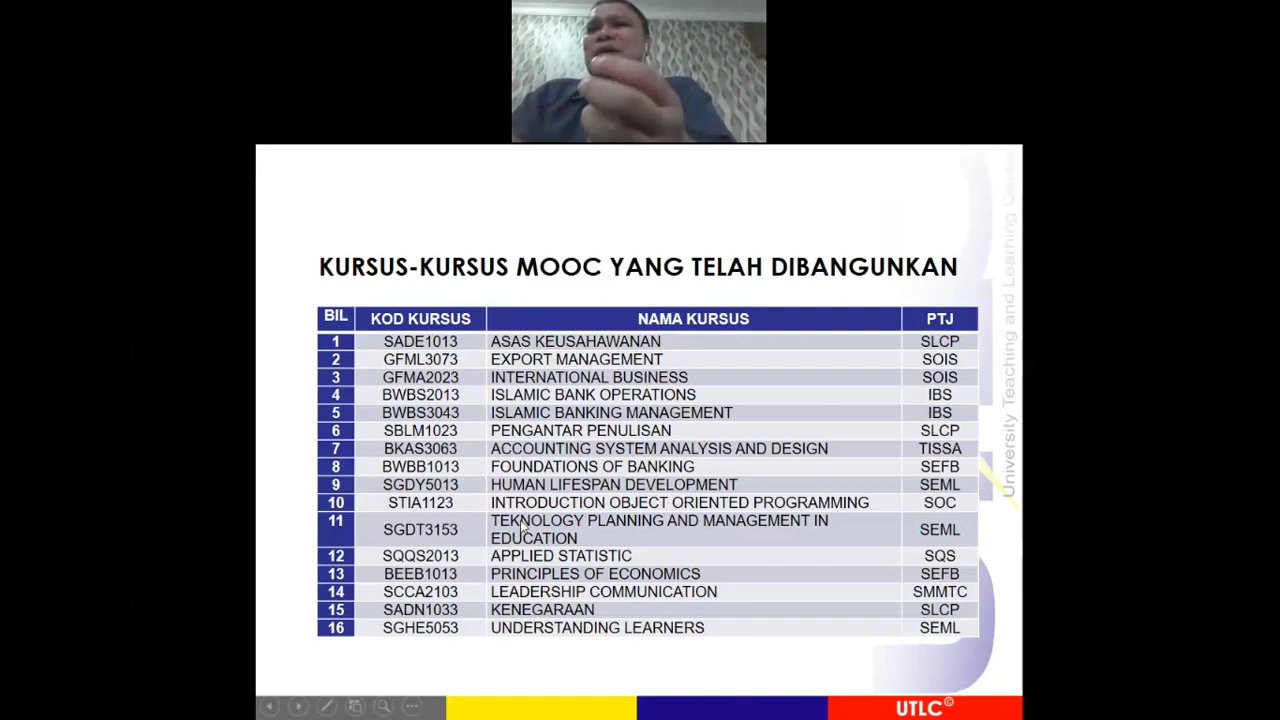 KURSUS-KURSUS MOOC YANG TELAH DIBANGUNKAN
BIL KOD KURSUS NAMA KURSUS PTJ
1 SADE1013 ASAS KEUSAHAWANAN SLCP
2 GFML3073 EXPORT MANAGEMENT SOIS
3 GFMA2023 INTERNATIONAL BUSINESS SOIS
4 BWBS2013 ISLAMIC BANK OPERATIONS IBS
5 BWBS3043 ISLAMIC BANKING MANAGEMENT IBS
6 SBLM1023 PENGANTAR PENULISAN SLCP
7 BKAS3063 ACCOUNTING SYSTEM ANALYSIS AND DESIGN TISSA
8 BWBB1013 FOUNDATIONS OF BANKING SEFB
9 SGDY5013 HUMAN LIFESPAN DEVELOPMENT SEML
10 STIA1123 INTRODUCTION OBJECT ORIENTED PROGRAMMING SOC
11 SGDT3153 TEKNOLOGY PLANNING AND MANAGEMENT IN
EDUCATION SEML
12 SQQS2013 APPLIED STATISTIC SQS
13 BEEB1013 PRINCIPLES OF ECONOMICS SEFB
14 SCCA2103 LEADERSHIP COMMUNICATION SMMTC
15 SADN1033 KENEGARAAN SLCP
16 SGHE5053 UNDERSTANDING LEARNERS SEML
University Teaching and Learning Centre
UTLC©